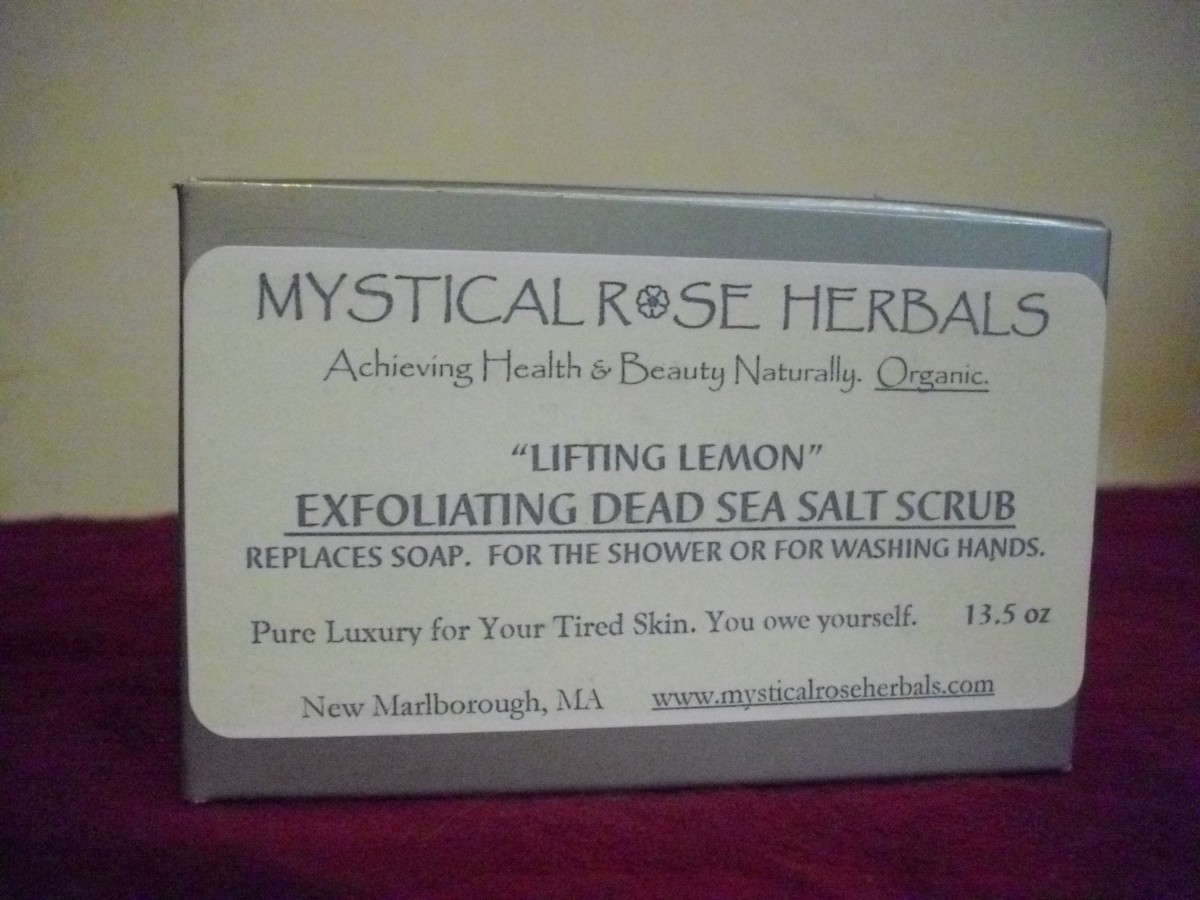 MYSTICAL ROSE HERBALS
Achieving Health & Beauty Naturally. Organic.
“LIFTING LEMON”
EXFOLIATING DEAD SEA SALT SCRUB
REPLACES SOAP. FOR THE SHOWER OR FOR WASHING HANDS.
Pure Luxury for Your Tired Skin. You owe yourself. 13.5 oz
New Marlborough, MA www.mysticalroseherbals.com